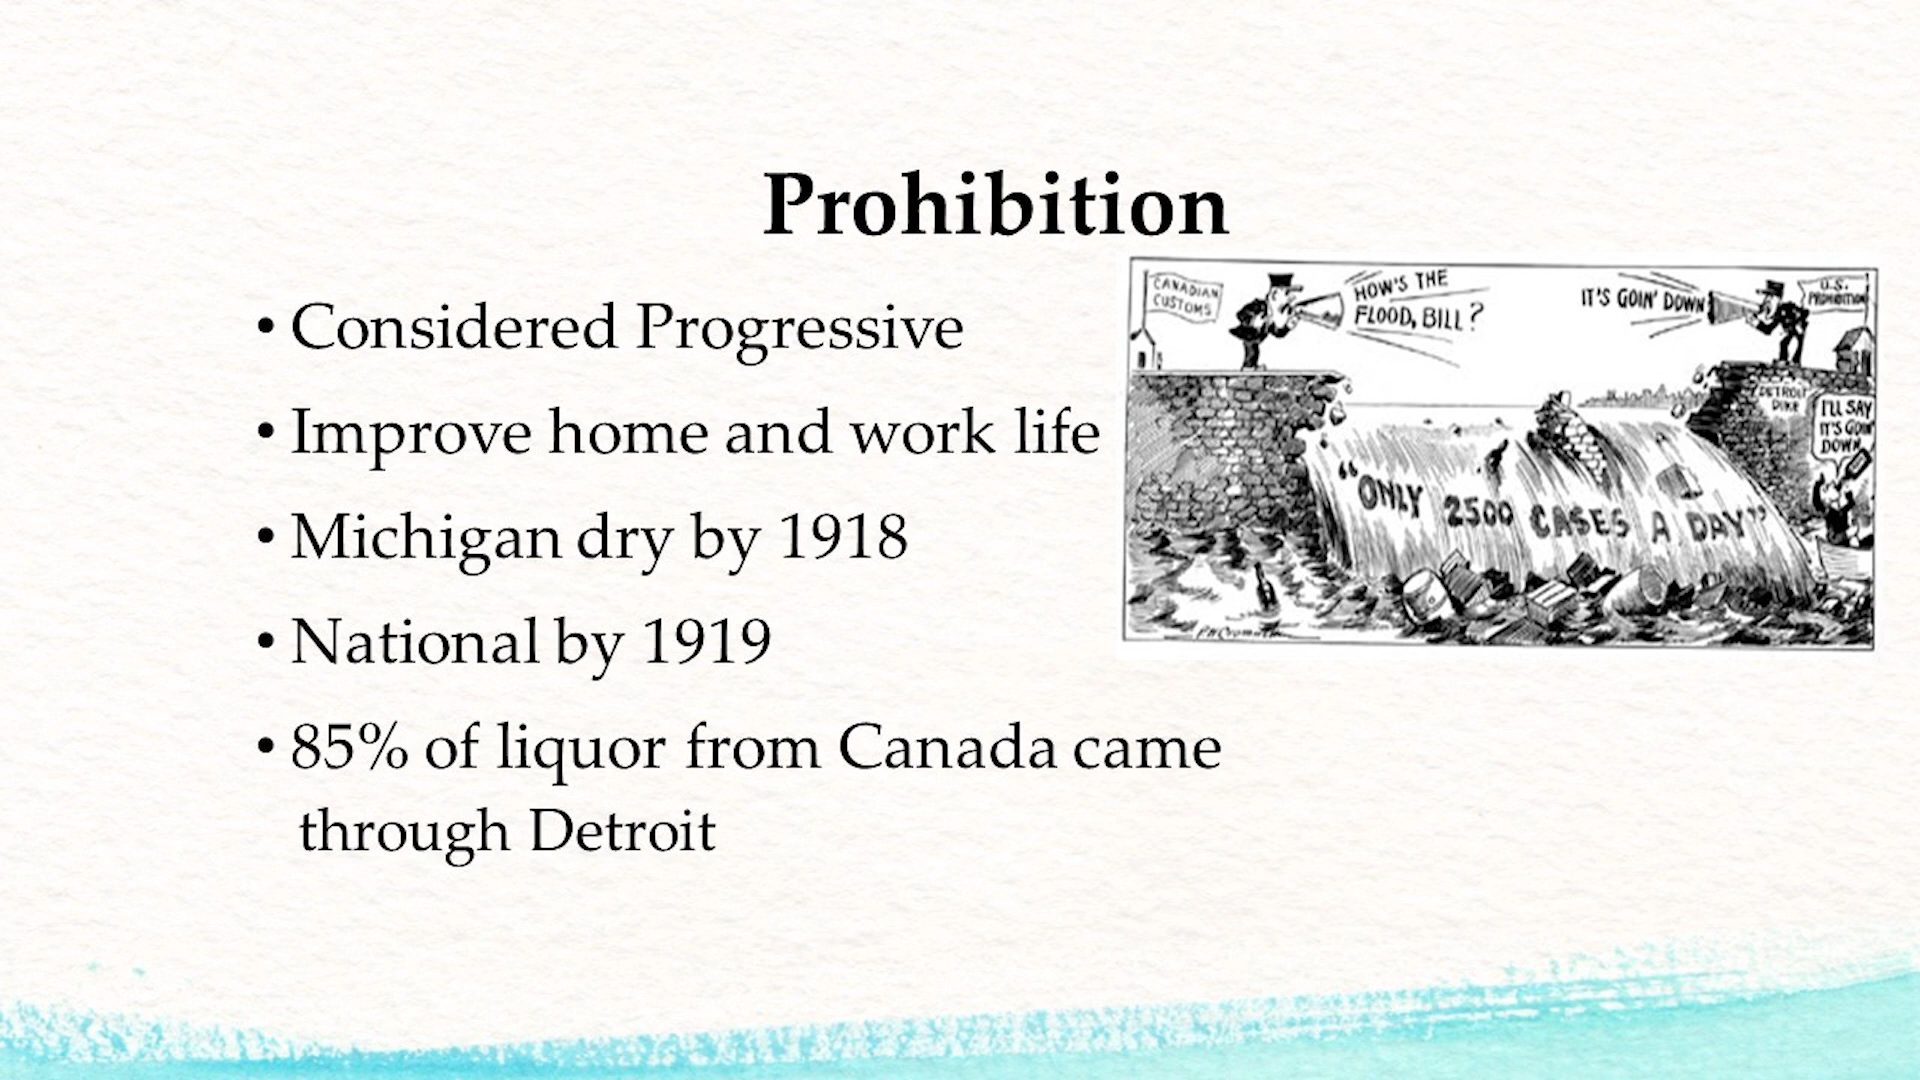 Prohibition
• Considered Progressive
• Improve home and work life
• Michigan dry by 1918
• National by 1919
• 85% of liquor from Canada came
through Detroit
CANADIAN
CUSTOMS
HOW'S THE
FLOOD, BILL?
IT'S GOIN' DOWN
U.S.
PROHIBITION
DETROIT
DIKE
I'LL SAY
IT'S GOIN'
DOWN
"ONLY 2500 CASES A DAY"